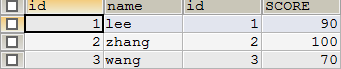 id name id SCORE
1 lee 1 90
2 zhang 2 100
3 wang 3 70